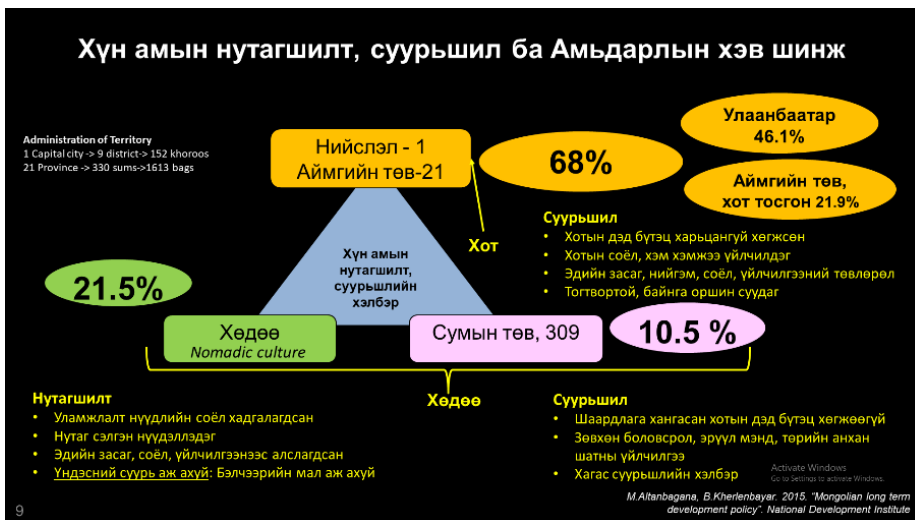 Хүн амын нутагшилт, суурьшил ба Амьдарлын хэв шинж
Administration of Territory
1 Capital city -> 9 district-> 152 khoroos
21 Province -> 330 sums->1613 bags
Нийслэл - 1
Аймгийн төв-21
68%
Улаанбаатар
46.1%
Аймгийн төв,
хот тосгон 21.9%
Хот
Суурьшил
• Хотын дэд бүтэц харьцангуй хөгжсөн
• Хотын соёл, хэм хэмжээ үйлчилдэг
• Эдийн засаг, нийгэм, соёл, үйлчилгээний төвлөрөл
• Тогтвортой, байнга оршин суудаг
Хүн амын
нутагшилт,
суурьшлийн
хэлбэр
21.5%
Хөдөө
Nomadic culture
Сумын төв, 309
10.5 %
Хөдөө
Нутагшилт
• Уламжлалт нүүдлийн соёл хадгалагдсан
• Нутаг сэлгэн нүүдэллэдэг
• Эдийн засаг, соёл, үйлчилгээнээс алслагдсан
• Үндэсний суурь аж ахуй: Бэлчээрийн мал аж ахуй
Суурьшил
• Шаардлага хангасан хотын дэд бүтэц хөгжөөгүй
• Зөвхөн боловсрол, эрүүл мэнд, төрийн анхан
шатны үйлчилгээ
• Хагас суурьшлийн хэлбэр
Activate Windows
Go to Settings to activate Windows.
M.Altanbagana, B.Kherlenbayar. 2015. "Mongolian long term
development policy". National Development Institute
9